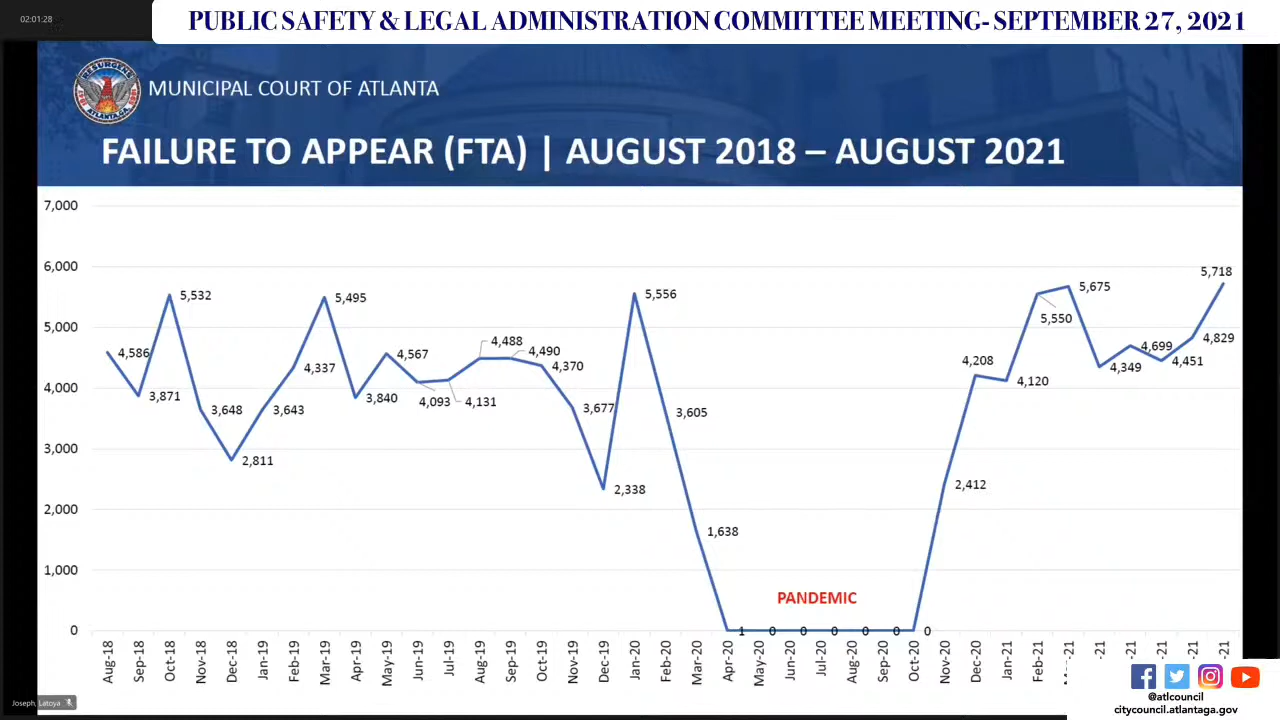 02:01:28
PUBLIC SAFETY & LEGAL ADMINISTRATION COMMITTEE MEETING- SEPTEMBER 27, 2021
MUNICIPAL COURT OF ATLANTA
FAILURE TO APPEAR (FTA) | AUGUST 2018 – AUGUST 2021
7,000
6,000
5,000
4,000
3,000
2,000
1,000
0
4,586
3,871
5,532
3,648
2,811
3,643
4,337
5,495
3,840
4,567
4,093
4,131
4,488
4,490
4,370
3,677
2,338
5,556
3,605
1,638
1
0
0
0
0
0
0
2,412
4,208
4,120
5,550
5,675
4,349
4,699
4,451
4,829
5,718
PANDEMIC
Aug-18
Sep-18
Oct-18
Nov-18
Dec-18
Jan-19
Feb-19
Mar-19
Apr-19
May-19
Jun-19
Jul-19
Aug-19
Sep-19
Oct-19
Nov-19
Dec-19
Jan-20
Feb-20
Mar-20
Apr-20
May-20
Jun-20
Jul-20
Aug-20
Sep-20
Oct-20
Nov-20
Dec-20
Jan-21
Feb-21
-21
-21
-21
-21
-21
-21
Joseph, Latoya
@atlcouncil
citycouncil.atlantaga.gov